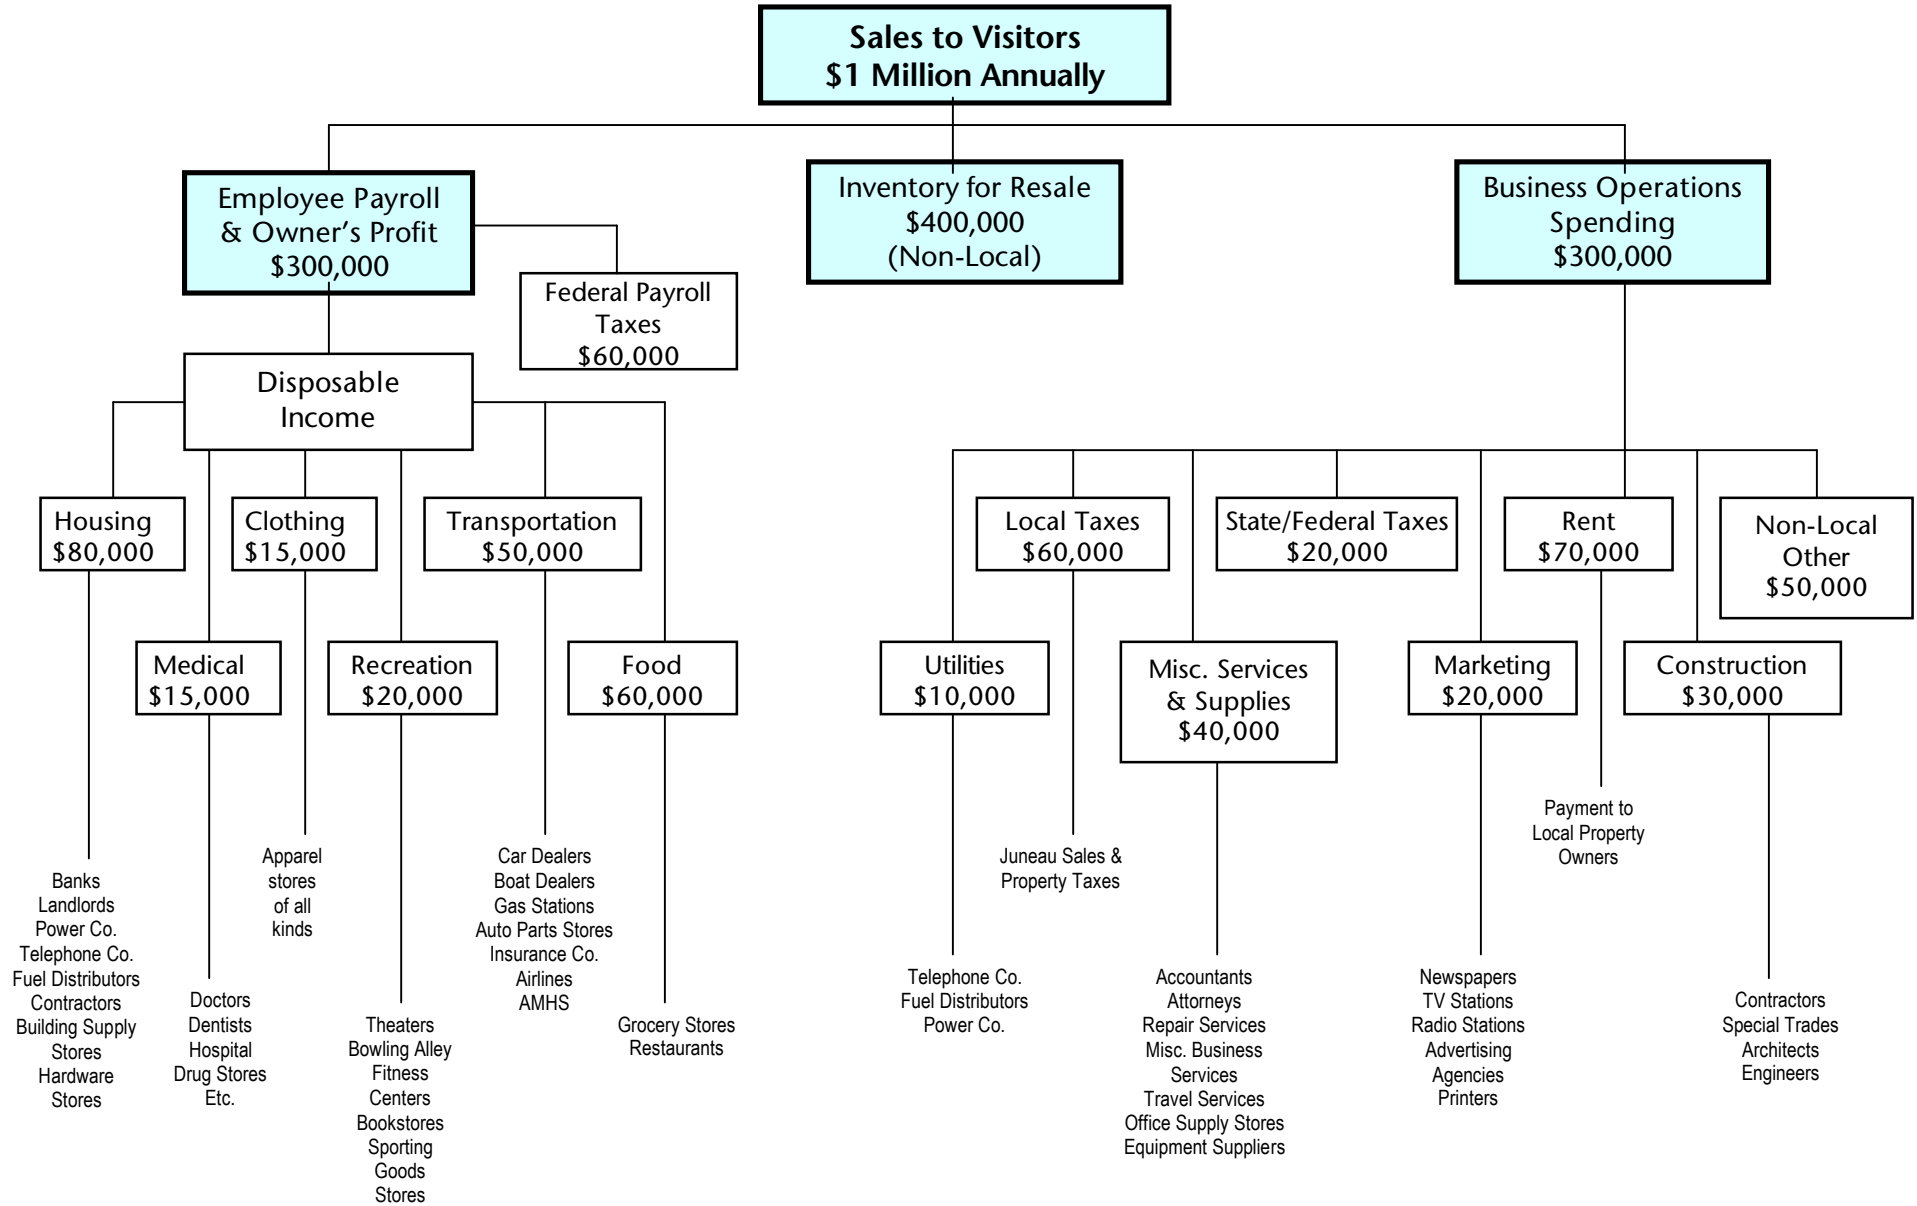 Sales to Visitors
$1 Million Annually
Employee Payroll
& Owner's Profit
$300,000
Inventory for Resale
$400,000
(Non-Local)
Business Operations
Spending
$300,000
Federal Payroll
Taxes
$60,000
Disposable
Income
Housing
$80,000
Clothing
$15,000
Transportation
$50,000
Local Taxes
$60,000
State/Federal Taxes
$20,000
Rent
$70,000
Non-Local
Other
$50,000
Medical
$15,000
Recreation
$20,000
Food
$60,000
Utilities
$10,000
Misc. Services
& Supplies
$40,000
Marketing
$20,000
Construction
$30,000
Banks
Landlords
Power Co.
Telephone Co.
Fuel Distributors
Contractors
Building Supply
Stores
Hardware
Stores
Doctors
Dentists
Hospital
Drug Stores
Etc.
Apparel
stores
of all
kinds
Theaters
Bowling Alley
Fitness
Centers
Bookstores
Sporting
Goods
Stores
Car Dealers
Boat Dealers
Gas Stations
Auto Parts Stores
Insurance Co.
Airlines
AMHS
Grocery Stores
Restaurants
Telephone Co.
Fuel Distributors
Power Co.
Juneau Sales &
Property Taxes
Accountants
Attorneys
Repair Services
Misc. Business
Services
Travel Services
Office Supply Stores
Equipment Suppliers
Newspapers
TV Stations
Radio Stations
Advertising
Agencies
Printers
Payment to
Local Property
Owners
Contractors
Special Trades
Architects
Engineers